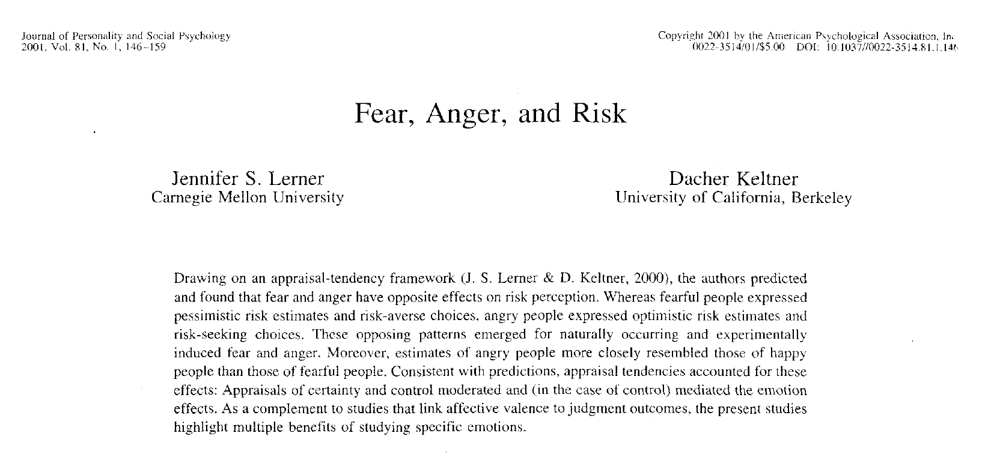 Journal of Personality and Social Psychology
2001, Vol. 81, No. 1, 146–159
Copyright 2001 by the American Psychological Association, Inc
0022-3514/01/$5.00 DOI: 10.1037//0022-3514.81.1.146
Fear, Anger, and Risk
Jennifer S. Lerner
Carnegie Mellon University
Dacher Keltner
University of California, Berkeley
Drawing on an appraisal-tendency framework (J. S. Lerner & D. Keltner, 2000), the authors predicted
and found that fear and anger have opposite effects on risk perception. Whereas fearful people expressed
pessimistic risk estimates and risk-averse choices, angry people expressed optimistic risk estimates and
risk-seeking choices. These opposing patterns emerged for naturally occurring and experimentally
induced fear and anger. Moreover, estimates of angry people more closely resembled those of happy
people than those of fearful people. Consistent with predictions, appraisal tendencies accounted for these
effects: Appraisals of certainty and control moderated and (in the case of control) mediated the emotion
effects. As a complement to studies that link affective valence to judgment outcomes, the present studies
highlight multiple benefits of studying specific emotions.